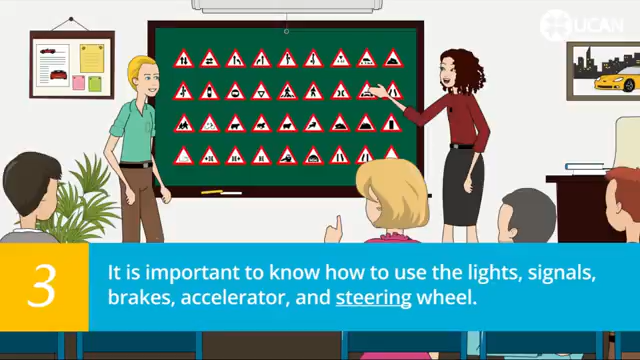 UCAN
3
It is important to know how to use the lights, signals,
brakes, accelerator, and steering wheel.